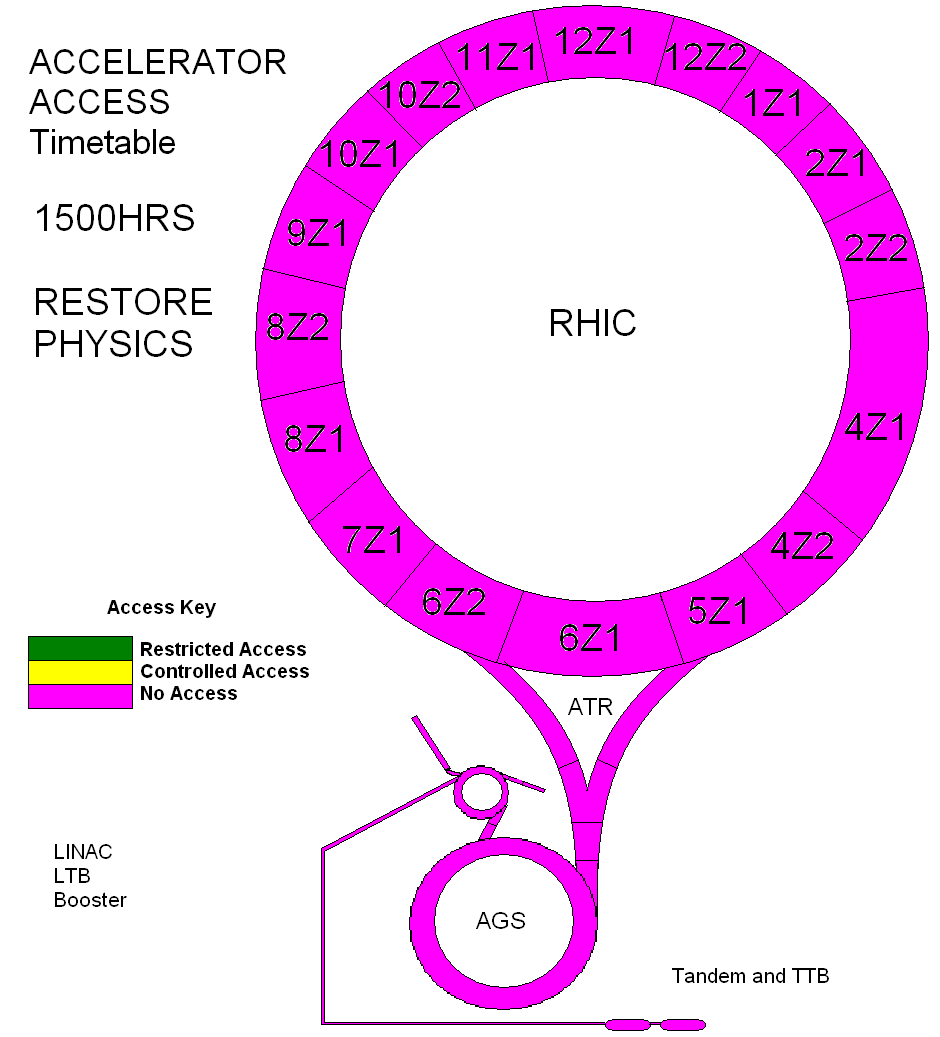 ACCELERATOR
ACCESS
Timetable
1500HRS
RESTORE
PHYSICS
12Z1
12Z2
1Z1
2Z1
2Z2
4Z1
4Z2
5Z1
6Z1
6Z2
7Z1
8Z1
8Z2
9Z1
10Z1
10Z2
11Z1
RHIC
Access Key
Restricted Access
Controlled Access
No Access
ATR
LINAC
LTB
Booster
AGS
Tandem and TTB